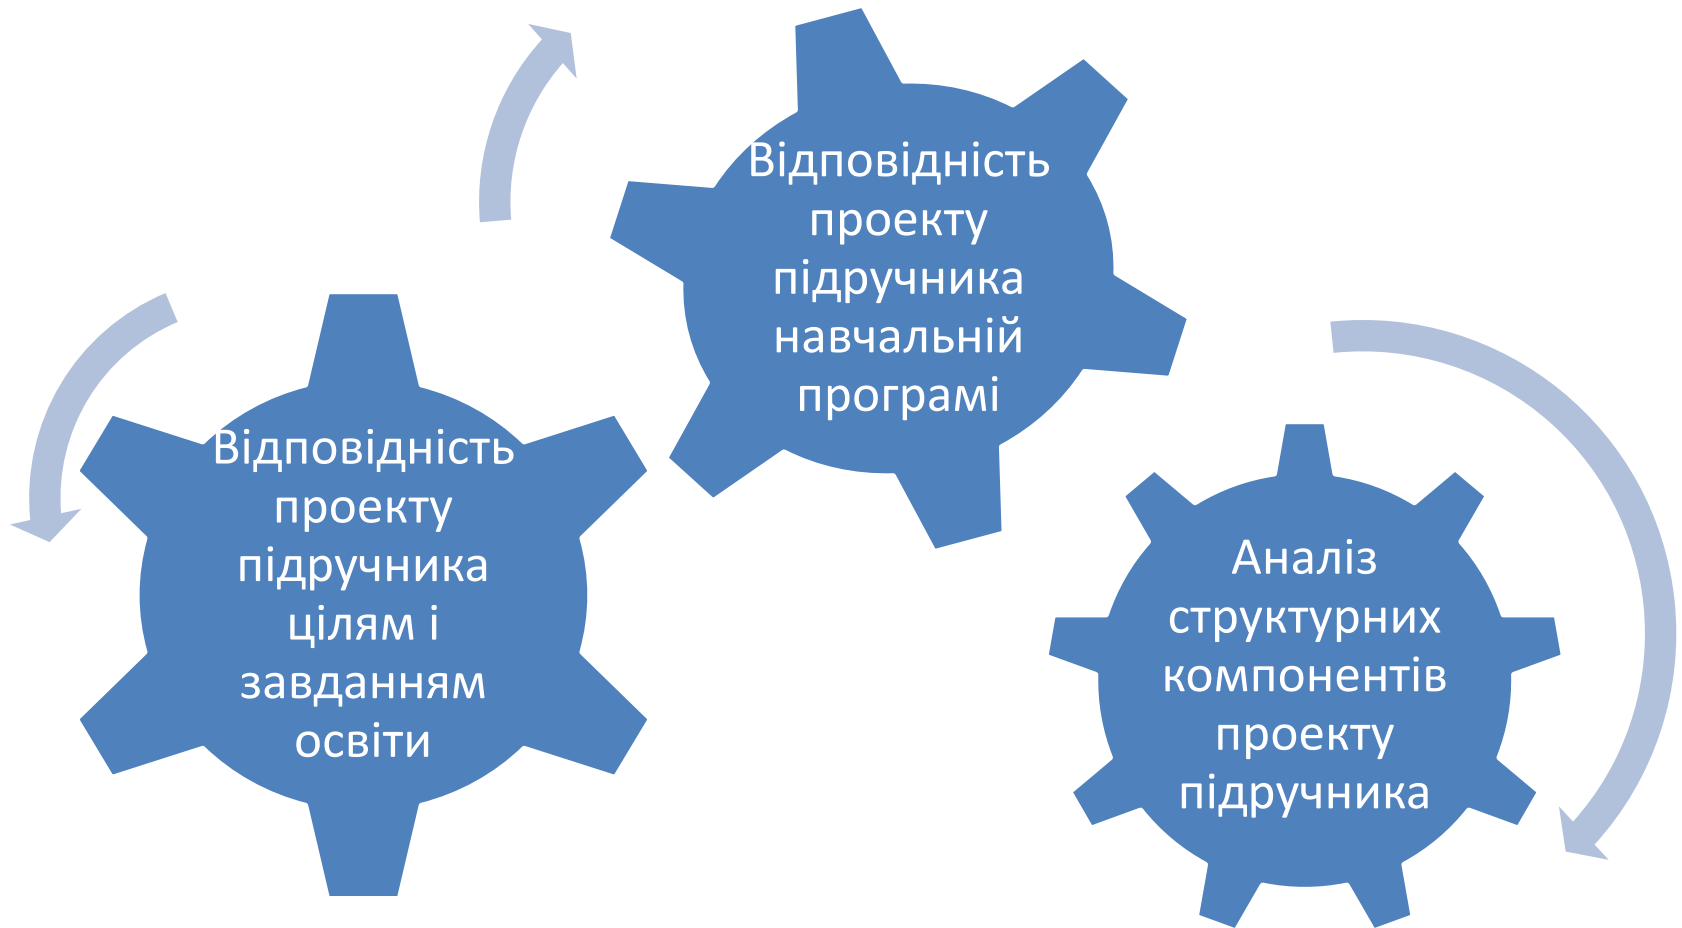 Відповідність
проекту
підручника
цілям і
завданням
освіти
Відповідність
проекту
підручника
навчальній
програмі
Аналіз
структурних
компонентів
проекту
підручника